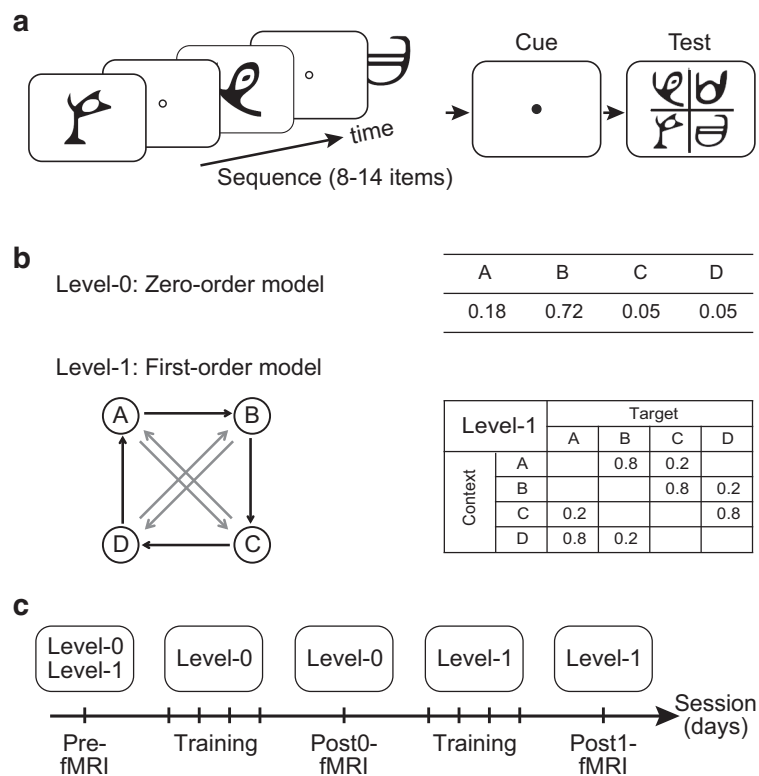 a
Cue
Test
time
Sequence (8-14 items)
b
Level-0: Zero-order model
A B C D
0.18 0.72 0.05 0.05
Level-1: First-order model
A B
D C
Level-1 Target
A B C D
Context
A 0.8 0.2
B 0.8 0.2
C 0.2 0.8
D 0.8 0.2
c
Level-0
Level-1
Level-0
Level-0
Level-1
Level-1
Session
(days)
Pre-
fMRI
Training
Post0-
fMRI
Training
Post1-
fMRI